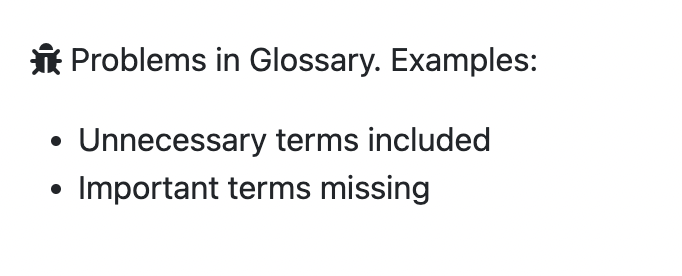 Problems in Glossary. Examples:
• Unnecessary terms included
• Important terms missing